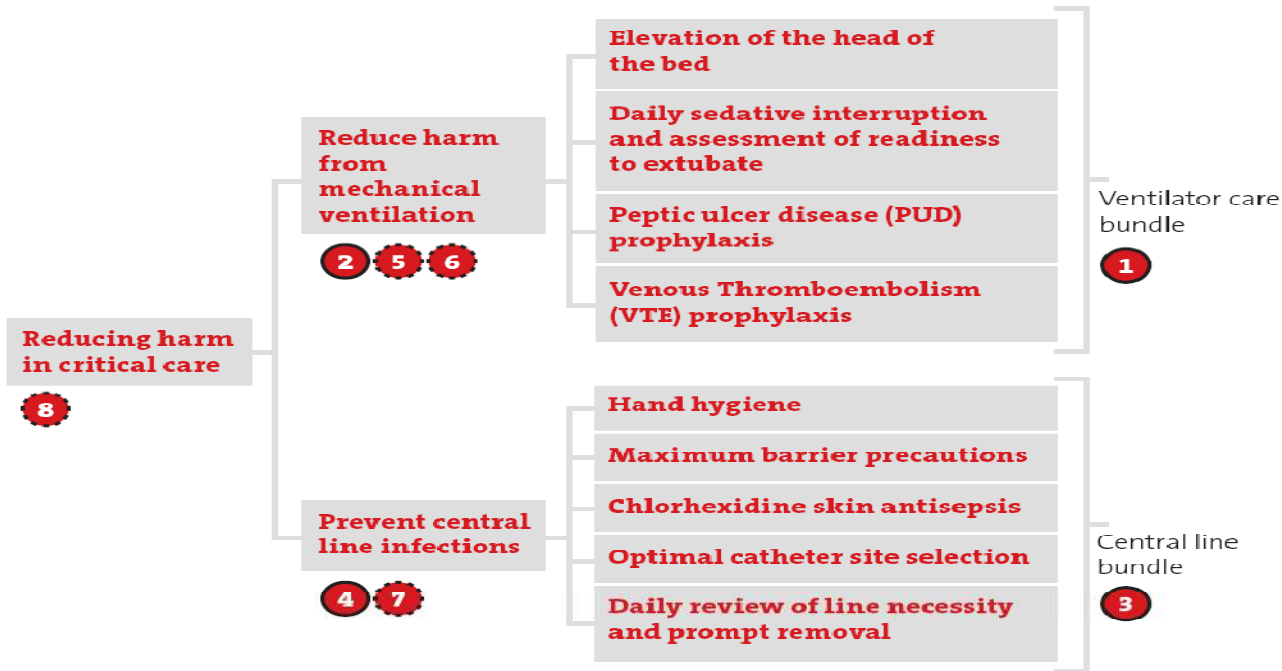 Reducing harm
in critical care
8
Reduce harm
from
mechanical
ventilation
2 5 6
Elevation of the head of
the bed
Daily sedative interruption
and assessment of readiness
to extubate
Peptic ulcer disease (PUD)
prophylaxis
Venous Thromboembolism
(VTE) prophylaxis
Ventilator care
bundle
1
Prevent central
line infections
4 7
Hand hygiene
Maximum barrier precautions
Chlorhexidine skin antisepsis
Optimal catheter site selection
Daily review of line necessity
and prompt removal
Central line
bundle
3